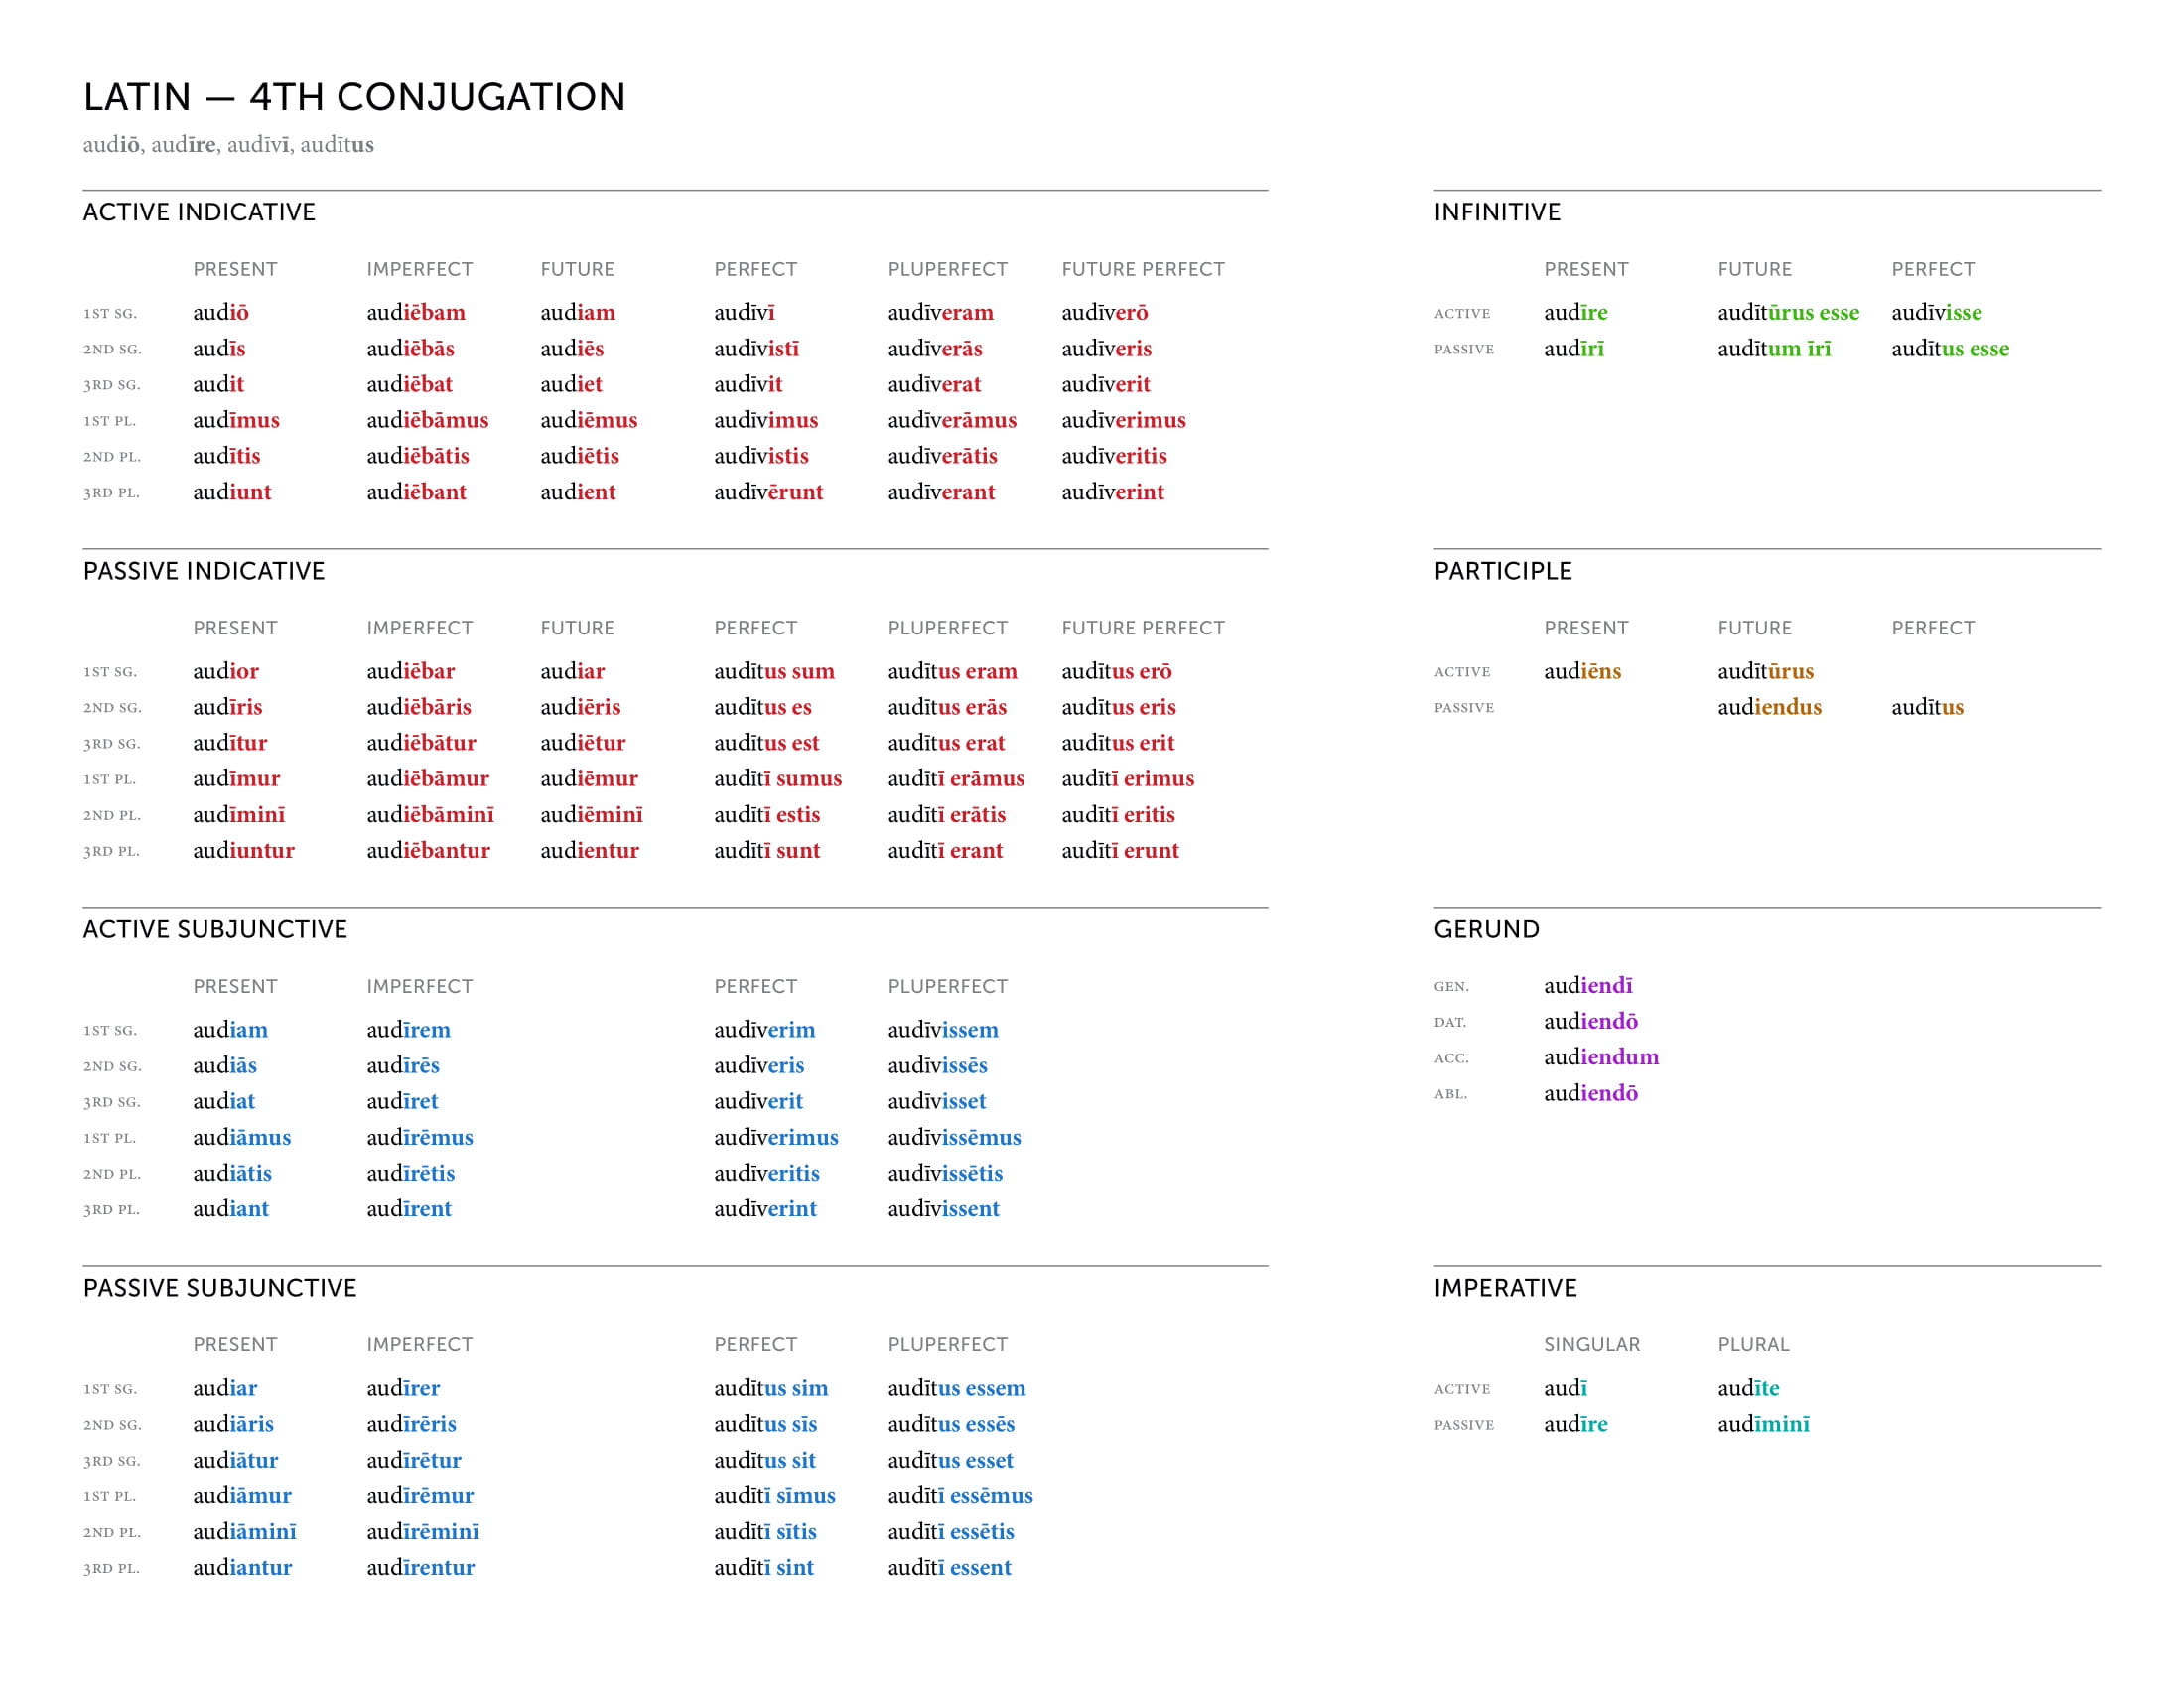 LATIN — 4TH CONJUGATION
audiō, audīre, audīvī, audītus
ACTIVE INDICATIVE
PRESENT IMPERFECT FUTURE PERFECT PLUPERFECT FUTURE PERFECT
1ST SG. audiō audiēbam audiam audīvī audīveram audīverō
2ND SG. audīs audiēbās audiēs audīvistī audīverās audīveris
3RD SG. audit audiēbat audiet audīvit audīverat audīverit
1ST PL. audīmus audiēbāmus audiēmus audīvimus audīverāmus audīverimus
2ND PL. audītis audiēbātis audiētis audīvistis audīverātis audīveritis
3RD PL. audiunt audiēbant audient audīvērunt audīverant audīverint
PASSIVE INDICATIVE
PRESENT IMPERFECT FUTURE PERFECT PLUPERFECT FUTURE PERFECT
1ST SG. audior audiēbar audiar audītus sum audītus eram audītus erō
2ND SG. audīris audiēbāris audiēris audītus es audītus erās audītus eris
3RD SG. audītur audiēbātur audiētur audītus est audītus erat audītus erit
1ST PL. audīmur audiēbāmur audiēmur audītī sumus audītī erāmus audītī erimus
2ND PL. audīminī audiēbāminī audiēminī audītī estis audītī erātis audītī eritis
3RD PL. audiuntur audiēbantur audientur audītī sunt audītī erant audītī erunt
ACTIVE SUBJUNCTIVE
PRESENT IMPERFECT PERFECT PLUPERFECT
1ST SG. audiam audīrem audīverim audīvissem
2ND SG. audiās audīrēs audīveris audīvissēs
3RD SG. audiat audīret audīverit audīvisset
1ST PL. audiāmus audīrēmus audīverimus audīvissēmus
2ND PL. audiātis audīrētis audīveritis audīvissētis
3RD PL. audiant audīrent audīverint audīvissent
PASSIVE SUBJUNCTIVE
PRESENT IMPERFECT PERFECT PLUPERFECT
1ST SG. audiar audīrer audītus sim audītus essem
2ND SG. audiāris audīrēris audītus sīs audītus essēs
3RD SG. audiātur audīrētur audītus sit audītus esset
1ST PL. audiāmur audīrēmur audītī sīmus audītī essēmus
2ND PL. audiāminī audīrēminī audītī sītis audītī essētis
3RD PL. audiantur audīrentur audītī sint audītī essent
INFINITIVE
PRESENT FUTURE PERFECT
ACTIVE audīre audītūrus esse audīvisse
PASSIVE audīrī audītum īrī audītus esse
PARTICIPLE
PRESENT FUTURE PERFECT
ACTIVE audiēns audītūrus
PASSIVE audiendus audītus
GERUND
GEN. audiendī
DAT. audiendō
ACC. audiendum
ABL. audiendō
IMPERATIVE
SINGULAR PLURAL
ACTIVE audī audīte
PASSIVE audīre audīminī